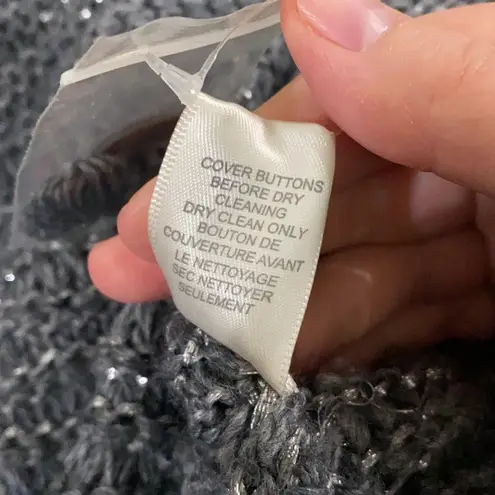 COVER BUTTONS
BEFORE DRY
CLEANING
DRY CLEAN ONLY
BOUTON DE
COUVERTURE AVANT
LE NETTOYAGE
SEC NETTOYER
SEULEMENT